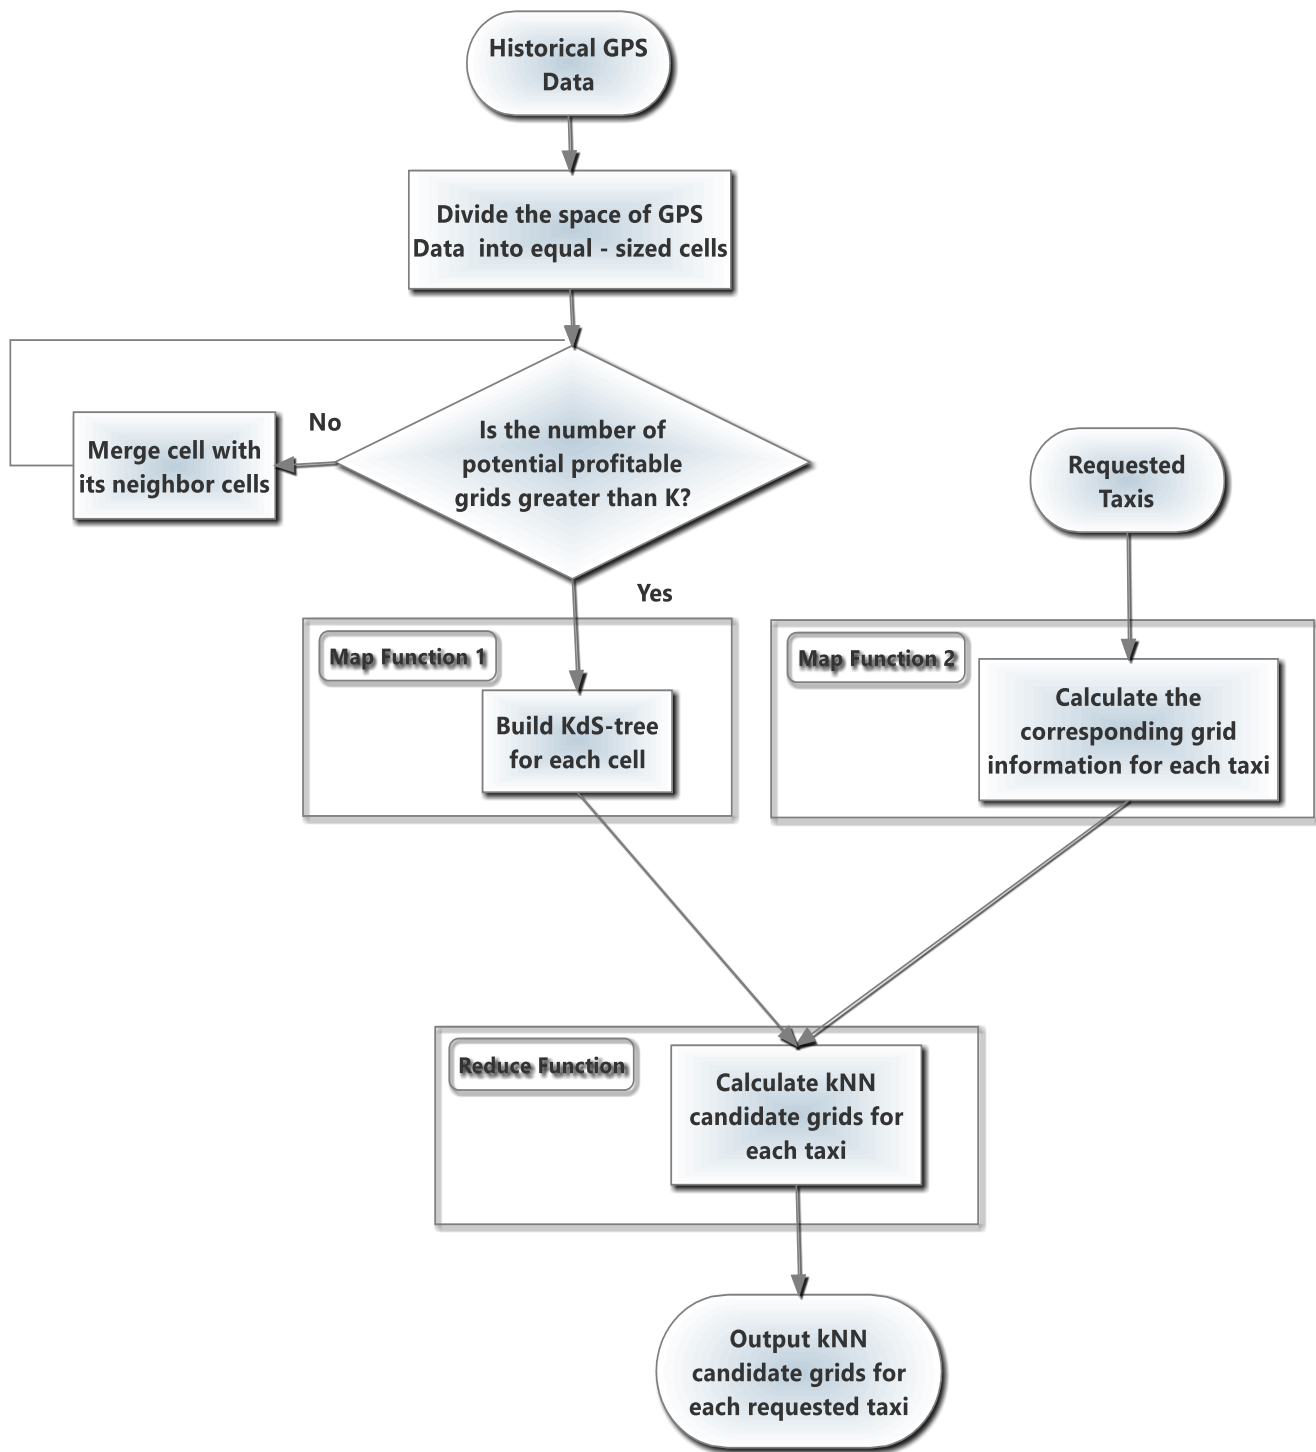 Historical GPS
Data
Divide the space of GPS
Data into equal - sized cells
No
Is the number of
potential profitable
grids greater than K?
Merge cell with
its neighbor cells
Requested
Taxis
Yes
Map Function 1
Build KdS-tree
for each cell
Map Function 2
Calculate the
corresponding grid
information for each taxi
Reduce Function
Calculate kNN
candidate grids for
each taxi
Output kNN
candidate grids for
each requested taxi